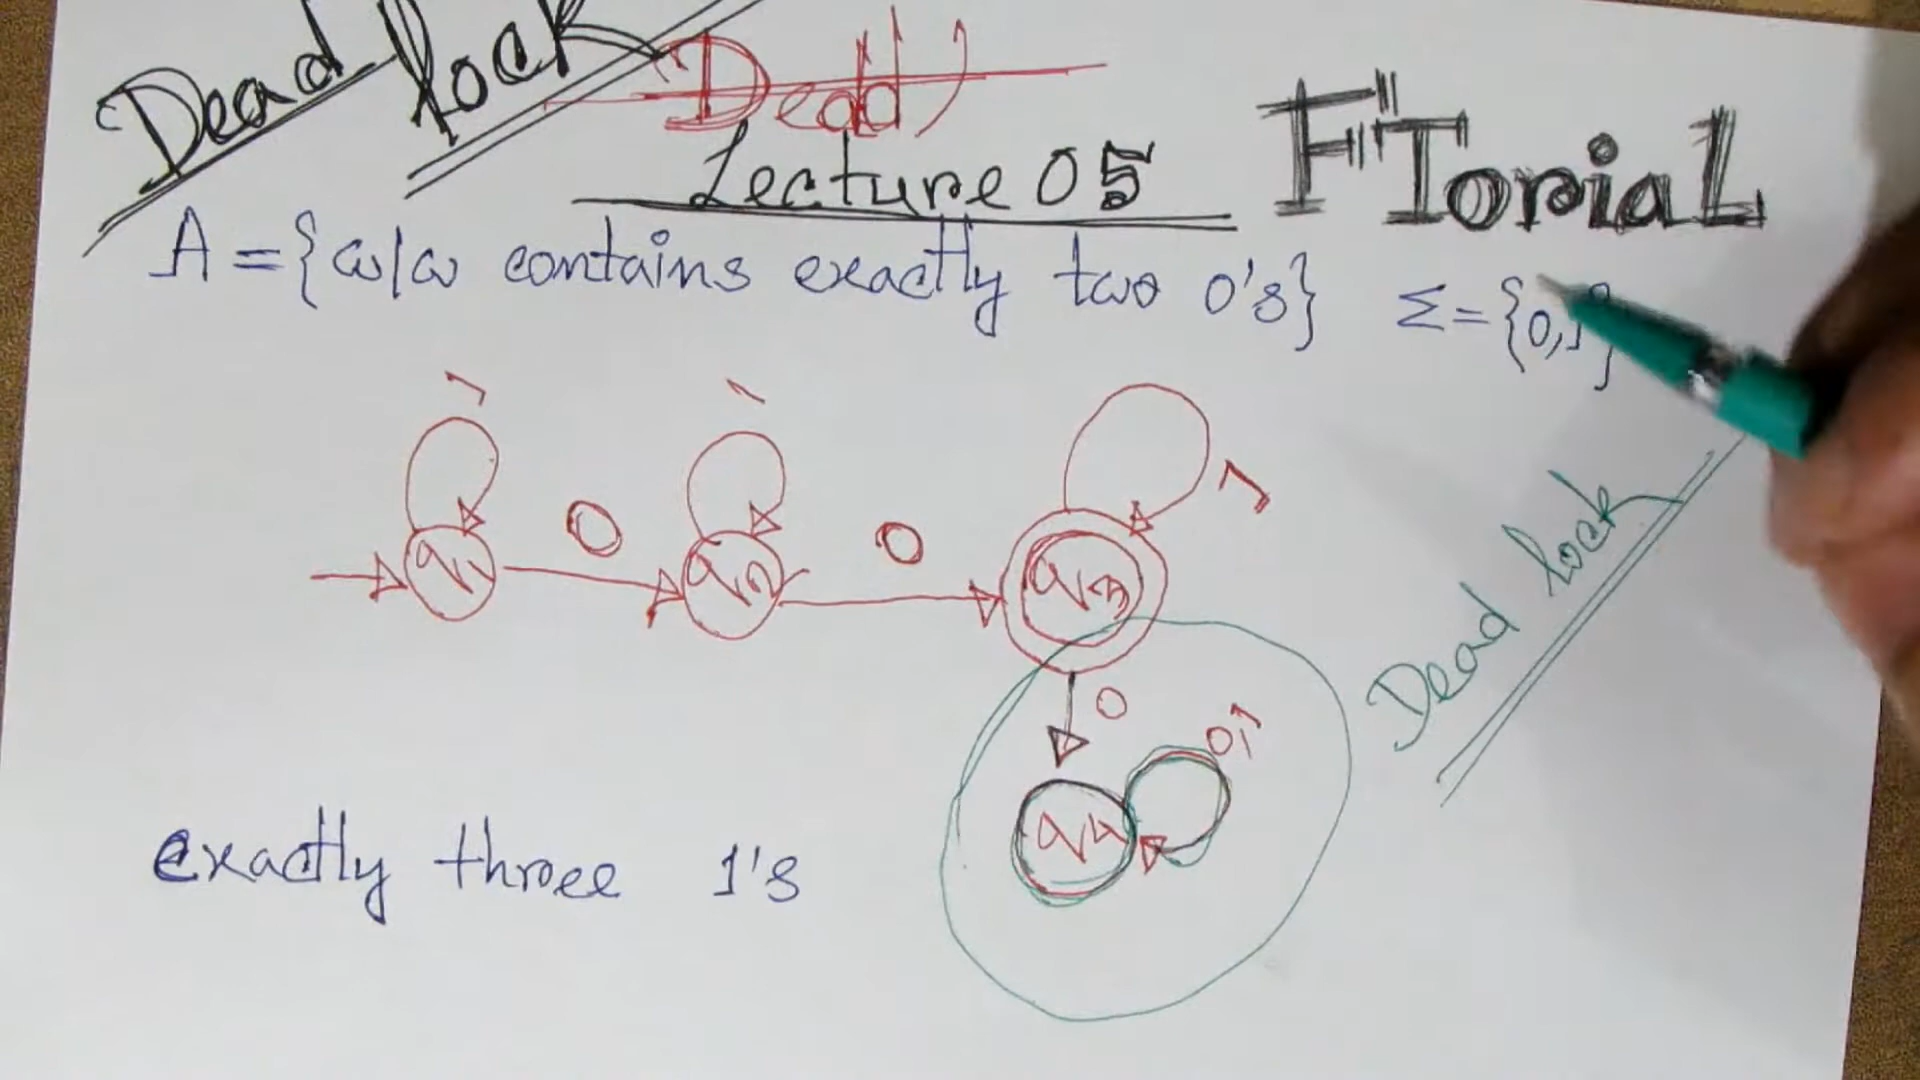 Dead lock
Dead
Lecture 05
FTorial
A = {ω/ω contains exactly two 0's} Σ = {0,1}
1
1
1
0
0
q1
q2
q3
0
0,1
q4
Dead lock
exactly three 1's